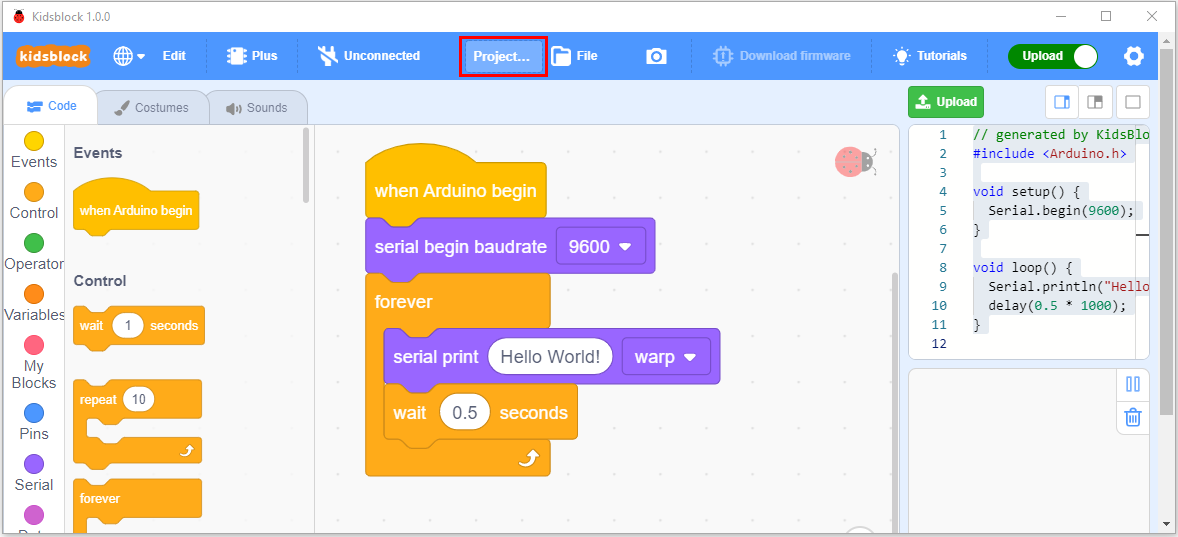 Kidsblock 1.0.0
kidsblock
Edit
Plus
Unconnected
Project...
File
Download firmware
Tutorials
Upload
Code
Costumes
Sounds
Upload
Events
Control
Operator
Variables
My
Blocks
Pins
Serial
Events
when Arduino begin
Control
wait 1 seconds
repeat 10
forever
when Arduino begin
serial begin baudrate 9600
forever
serial print Hello World! warp
wait 0.5 seconds
1 // generated by KidsBlo
2 #include <Arduino.h>
3
4 void setup() {
5 Serial.begin(9600);
6 }
7
8 void loop() {
9 Serial.println("Hello
10 delay(0.5 * 1000);
11 }
12